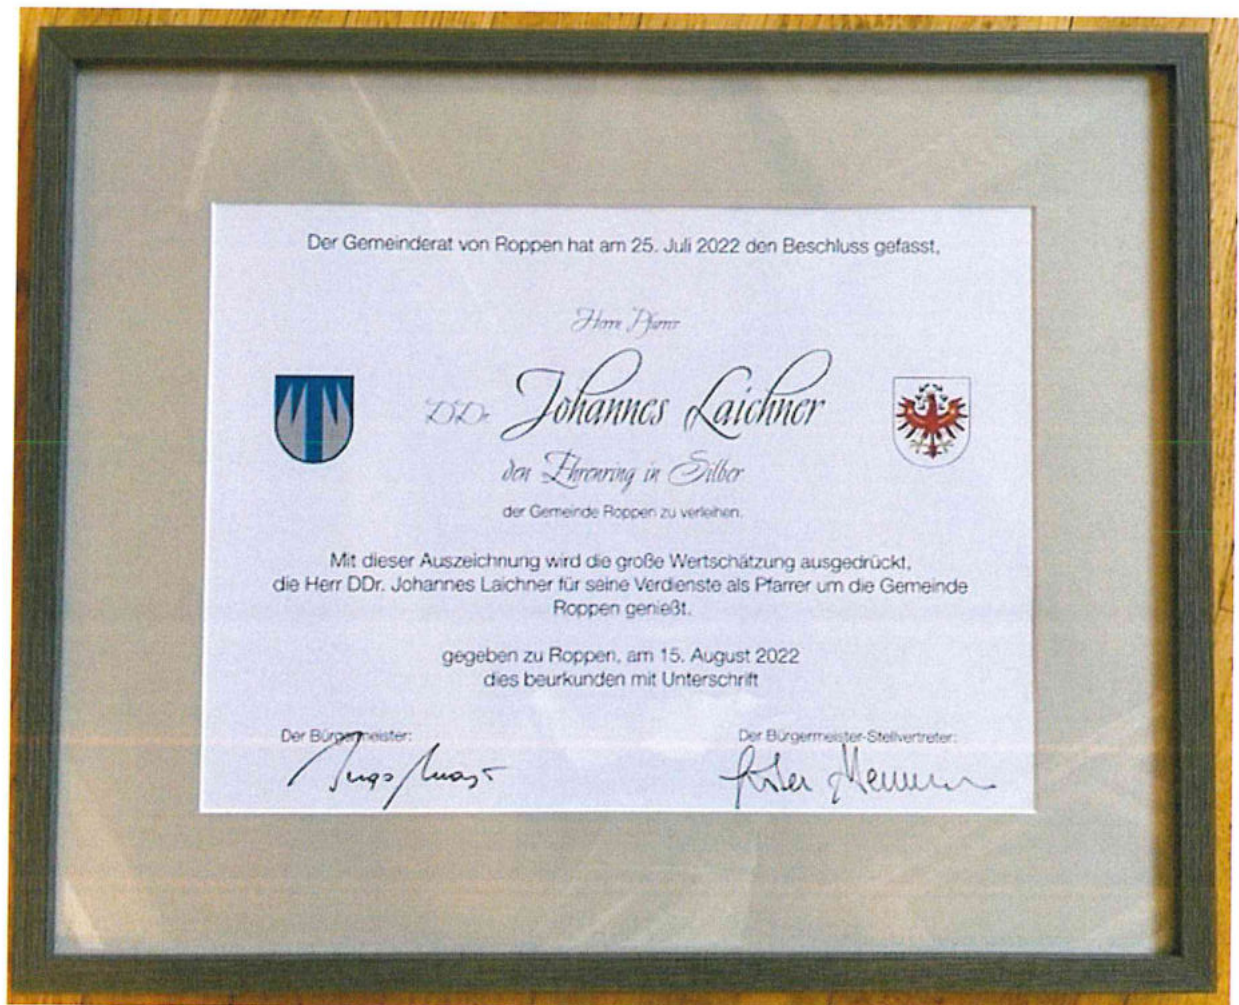 Der Gemeinderat von Roppen hat am 25. Juli 2022 den Beschluss gefasst,
Herrn Pfarrer
DDr. Johannes Laichner
den Ehrenring in Silber
der Gemeinde Roppen zu verleihen.
Mit dieser Auszeichnung wird die große Wertschätzung ausgedrückt,
die Herr DDr. Johannes Laichner für seine Verdienste als Pfarrer um die Gemeinde
Roppen genießt.
gegeben zu Roppen, am 15. August 2022
dies beurkunden mit Unterschrift
Der Bürgermeister:
Der Bürgermeister-Stellvertreter: